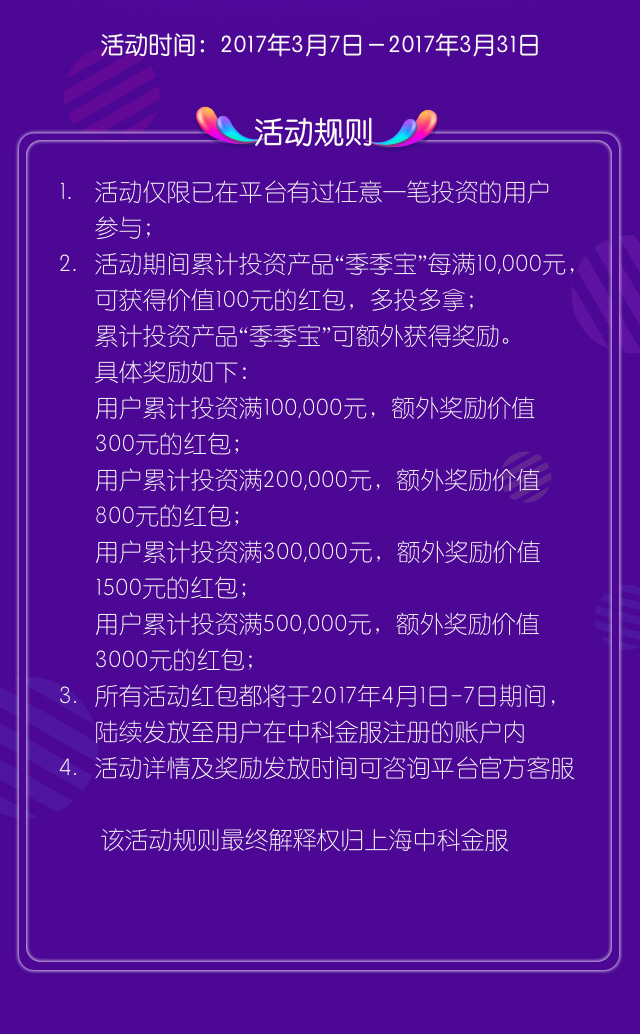 活动时间：2017年3月7日－2017年3月31日
活动规则
1. 活动仅限已在平台有过任意一笔投资的用户
参与；
2. 活动期间累计投资产品“季季宝”每满10,000元，
可获得价值100元的红包，多投多拿；
累计投资产品“季季宝”可额外获得奖励。
具体奖励如下：
用户累计投资满100,000元，额外奖励价值
300元的红包；
用户累计投资满200,000元，额外奖励价值
800元的红包；
用户累计投资满300,000元，额外奖励价值
1500元的红包；
用户累计投资满500,000元，额外奖励价值
3000元的红包；
3. 所有活动红包都将于2017年4月1日-7日期间，
陆续发放至用户在中科金服注册的账户内
4. 活动详情及奖励发放时间可咨询平台官方客服
该活动规则最终解释权归上海中科金服